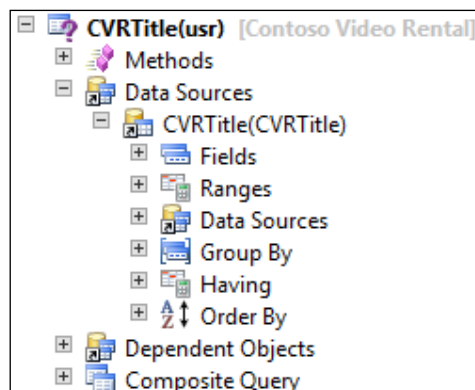 CVRTitle(usr) [Contoso Video Rental]
Methods
Data Sources
CVRTitle(CVRTitle)
Fields
Ranges
Data Sources
Group By
Having
Order By
Dependent Objects
Composite Query